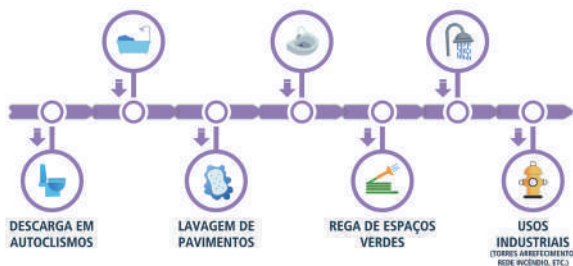 DESCARGA EM
AUTOCLISMOS
LAVAGEM DE
PAVIMENTOS
REGA DE ESPAÇOS
VERDES
USOS
INDUSTRIAIS
(TORRES ARREFECIMENTO,
REDE INCÊNDIO, ETC.)